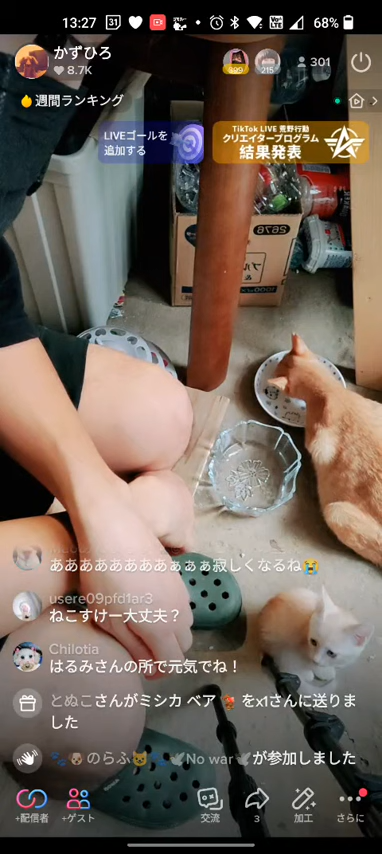 13:27
31
68%
かずひろ
8.7K
399
215
301
週間ランキング
LIVEゴールを
追加する
TikTok LIVE 荒野行動
クリエイタープログラム
結果発表
2676
ああああああああぁぁぁ寂しくなるね😭
usere09pfd1ar3
ねこすけー大丈夫？
Chilotia
はるみさんの所で元気でね！
とぬこさんがミシカ ベア を x1さんに送りま
した
🐾🐶のらふ🐱🐾🕊No war🕊が参加しました
+配信者
+ゲスト
交流
3
加工
さらに